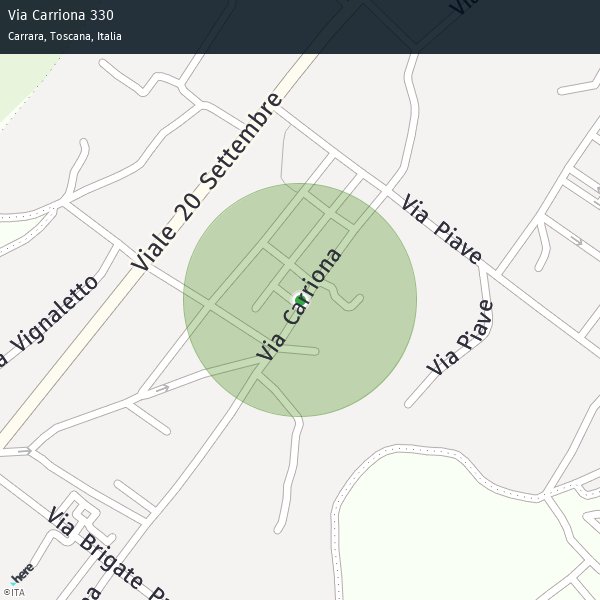 Via Carriona 330
Carrara, Toscana, Italia
Via
Viale 20 Settembre
Via Piave
Via Carriona
Vignaletto
Via Piave
Via Brigate
here
©ITA